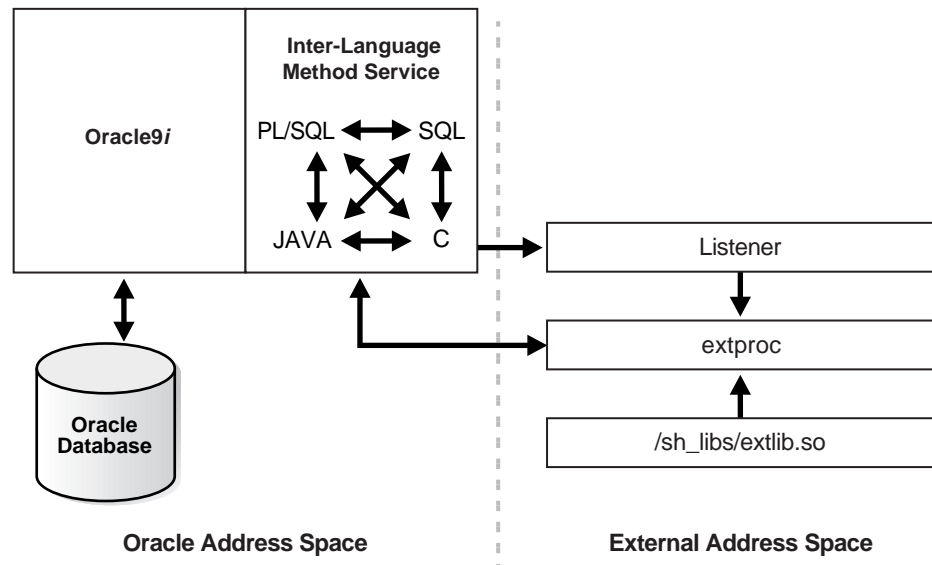 Oracle9i
Inter-Language
Method Service
PL/SQL
SQL
JAVA
C
Listener
extproc
/sh_libs/extlib.so
Oracle
Database
Oracle Address Space
External Address Space